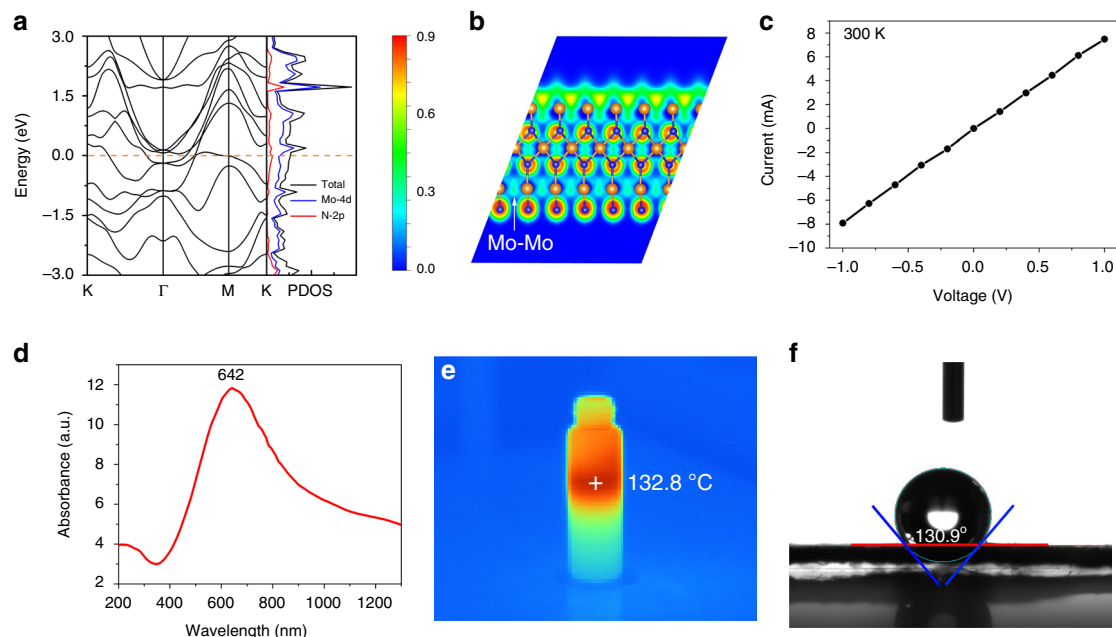 a
3.0
1.5
0.0
−1.5
−3.0
Energy (eV)
K
Γ
M
K
PDOS
Total
Mo-4d
N-2p
0.9
0.6
0.3
0.0
b
Mo-Mo
c
300 K
8
6
4
2
0
−2
−4
−6
−8
−10
Current (mA)
−1.0
−0.5
0.0
0.5
1.0
Voltage (V)
d
642
12
10
8
6
4
2
Absorbance (a.u.)
200
400
600
800
1000
1200
Wavelength (nm)
e
132.8 °C
f
130.9°